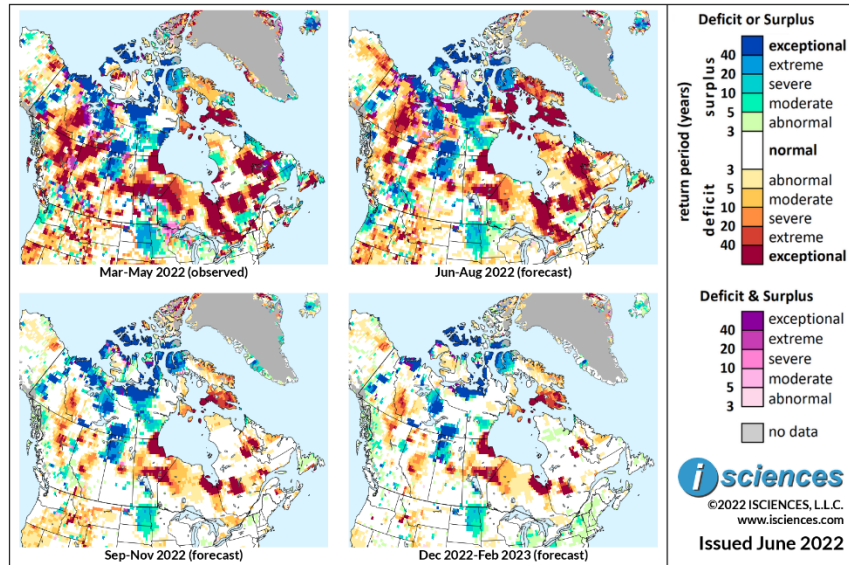 Mar-May 2022 (observed)
Jun-Aug 2022 (forecast)
Sep-Nov 2022 (forecast)
Dec 2022-Feb 2023 (forecast)
Deficit or Surplus
return period (years)
surplus
deficit
exceptional
40
extreme
20
severe
10
moderate
5
abnormal
3
normal
3
abnormal
5
moderate
10
severe
20
extreme
40
exceptional
Deficit & Surplus
exceptional
40
extreme
20
severe
10
moderate
5
abnormal
3
no data
i sciences
©2022 ISCIENCES, L.L.C.
www.isciences.com
Issued June 2022